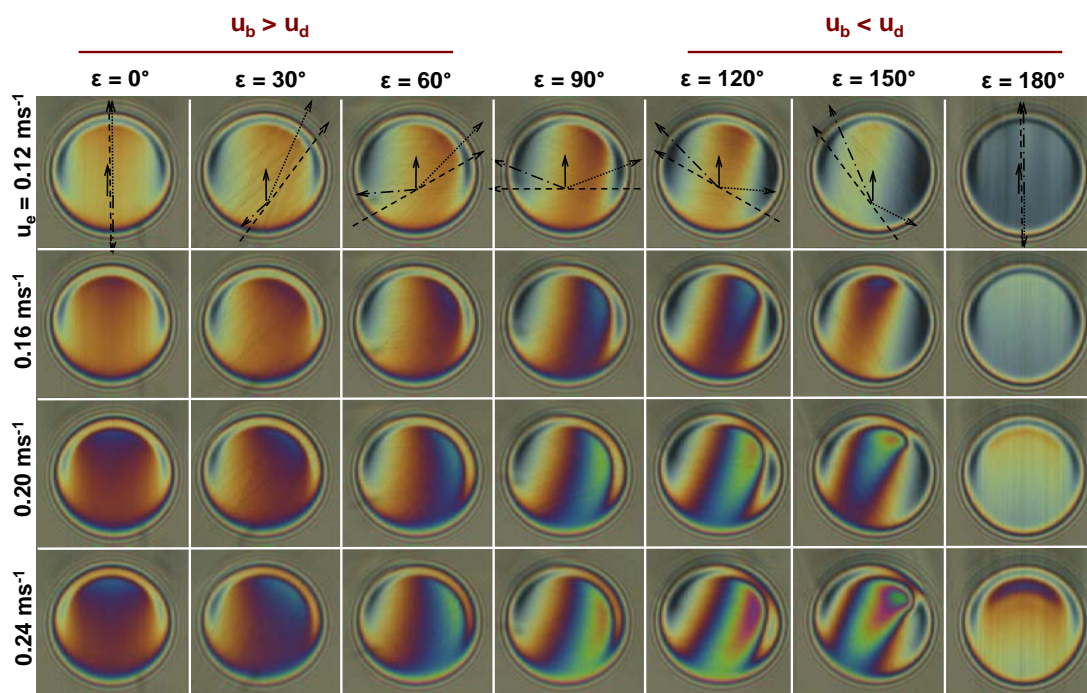 u_b > u_d
u_b < u_d
ε = 0°
ε = 30°
ε = 60°
ε = 90°
ε = 120°
ε = 150°
ε = 180°
u_e = 0.12 ms⁻¹
0.16 ms⁻¹
0.20 ms⁻¹
0.24 ms⁻¹